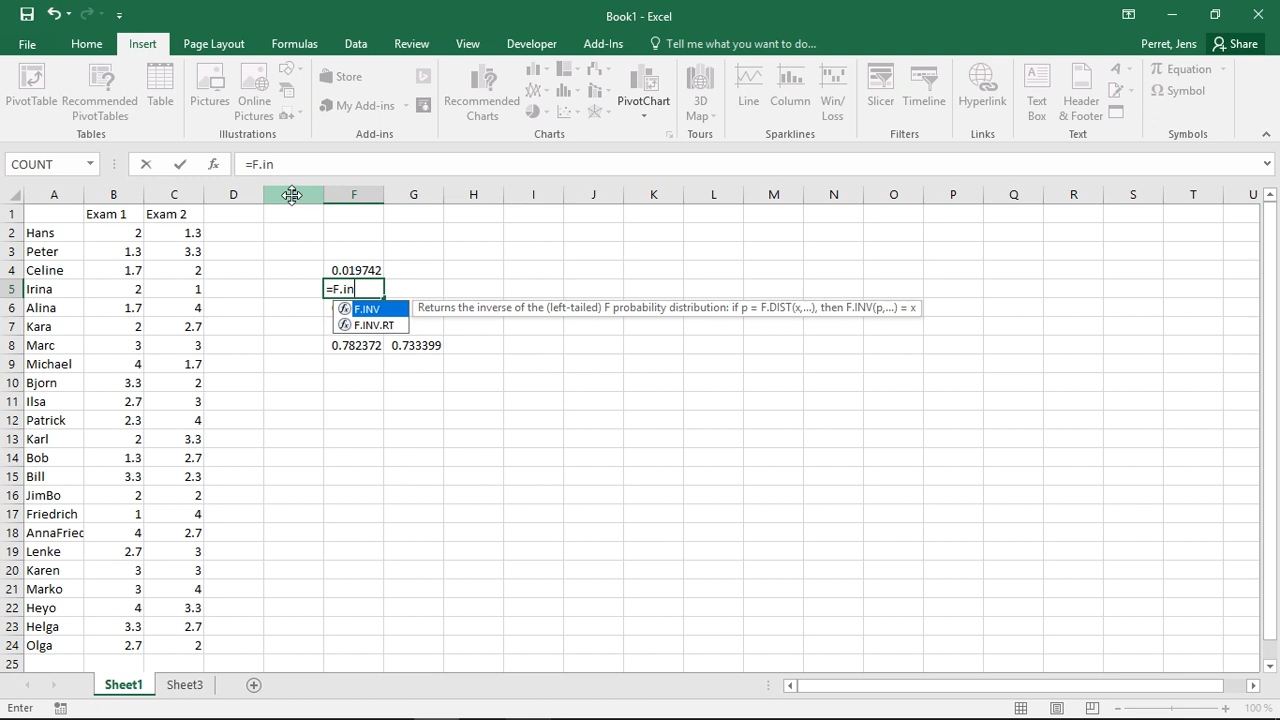 Book1 - Excel
File Home Insert Page Layout Formulas Data Review View Developer Add-Ins Tell me what you want to do... Perret, Jens Share
PivotTable Recommended PivotTables Table
Tables
Pictures Online Pictures
Illustrations
Store
My Add-ins
Add-ins
Recommended Charts
PivotChart
Charts
3D Map
Tours
Line Column Win/Loss
Sparklines
Slicer Timeline
Filters
Hyperlink
Links
Text Box Header & Footer
Text
Equation
Symbol
Symbols
COUNT =F.in
A B C D F G H I J K L M N O P Q R S T U
1 Exam 1 Exam 2
2 Hans 2 1.3
3 Peter 1.3 3.3
4 Celine 1.7 2 0.019742
5 Irina 2 1 =F.in
6 Alina 1.7 4
F.INV
Returns the inverse of the (left-tailed) F probability distribution: if p = F.DIST(x,...), then F.INV(p,...) = x
7 Kara 2 2.7
F.INV.RT
8 Marc 3 3 0.782372 0.733399
9 Michael 4 1.7
10 Bjorn 3.3 2
11 Ilsa 2.7 3
12 Patrick 2.3 4
13 Karl 2 3.3
14 Bob 1.3 2.7
15 Bill 3.3 2.3
16 JimBo 2 2
17 Friedrich 1 4
18 AnnaFried 4 2.7
19 Lenke 2.7 3
20 Karen 3 3
21 Marko 3 4
22 Heyo 4 3.3
23 Helga 3.3 2.7
24 Olga 2.7 2
25
Sheet1 Sheet3
Enter 100 %